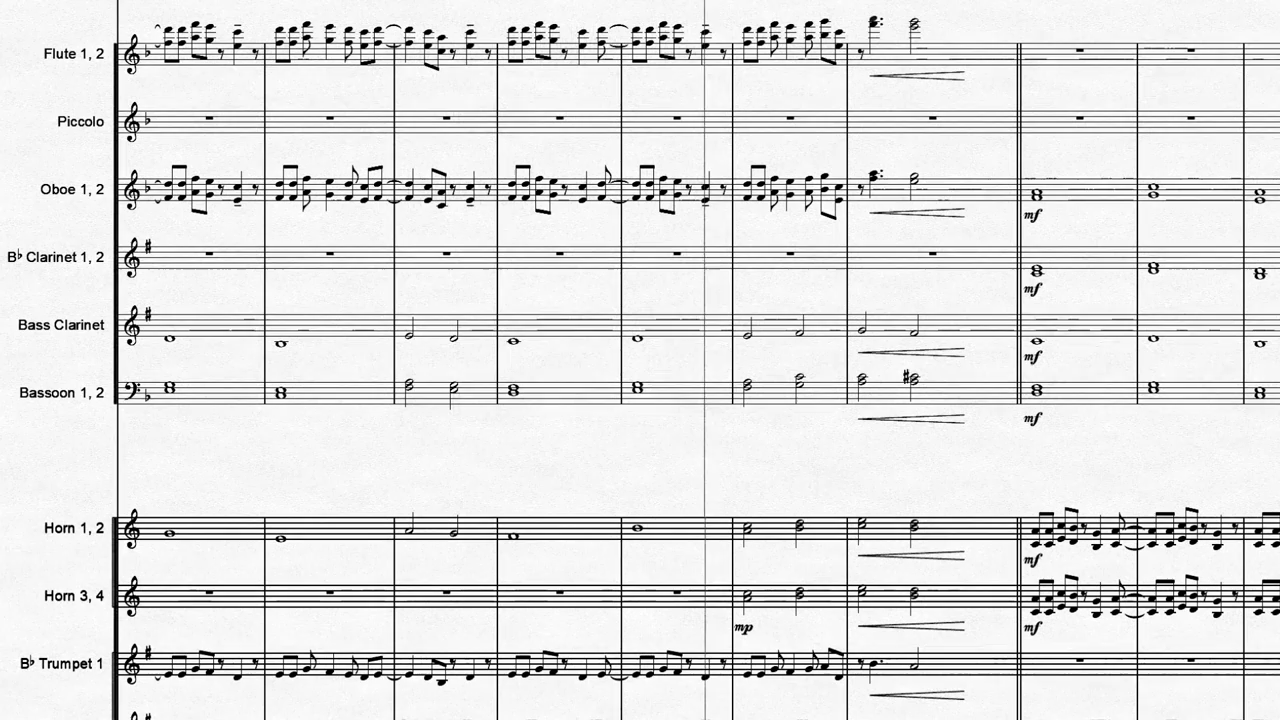 Flute 1, 2
Piccolo
Oboe 1, 2
mf
B♭ Clarinet 1, 2
mf
Bass Clarinet
mf
Bassoon 1, 2
mf
Horn 1, 2
mf
Horn 3, 4
mp mf
B♭ Trumpet 1